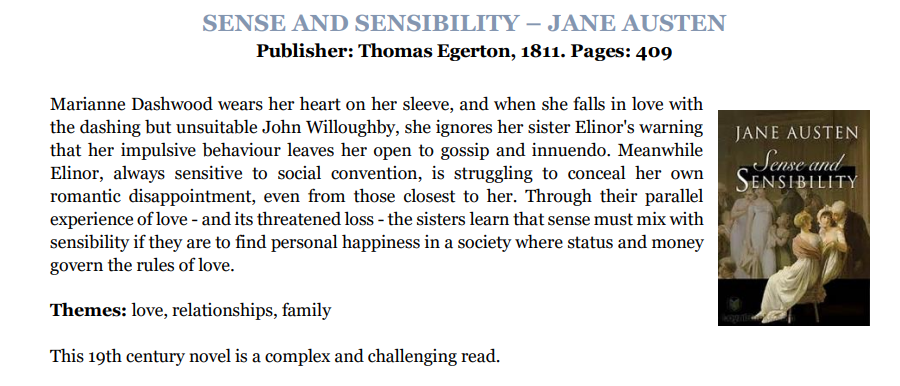 SENSE AND SENSIBILITY – JANE AUSTEN
Publisher: Thomas Egerton, 1811. Pages: 409
Marianne Dashwood wears her heart on her sleeve, and when she falls in love with
the dashing but unsuitable John Willoughby, she ignores her sister Elinor's warning
that her impulsive behaviour leaves her open to gossip and innuendo. Meanwhile
Elinor, always sensitive to social convention, is struggling to conceal her own
romantic disappointment, even from those closest to her. Through their parallel
experience of love - and its threatened loss - the sisters learn that sense must mix with
sensibility if they are to find personal happiness in a society where status and money
govern the rules of love.
JANE AUSTEN
Sense and
SENSIBILITY
Themes: love, relationships, family
This 19th century novel is a complex and challenging read.